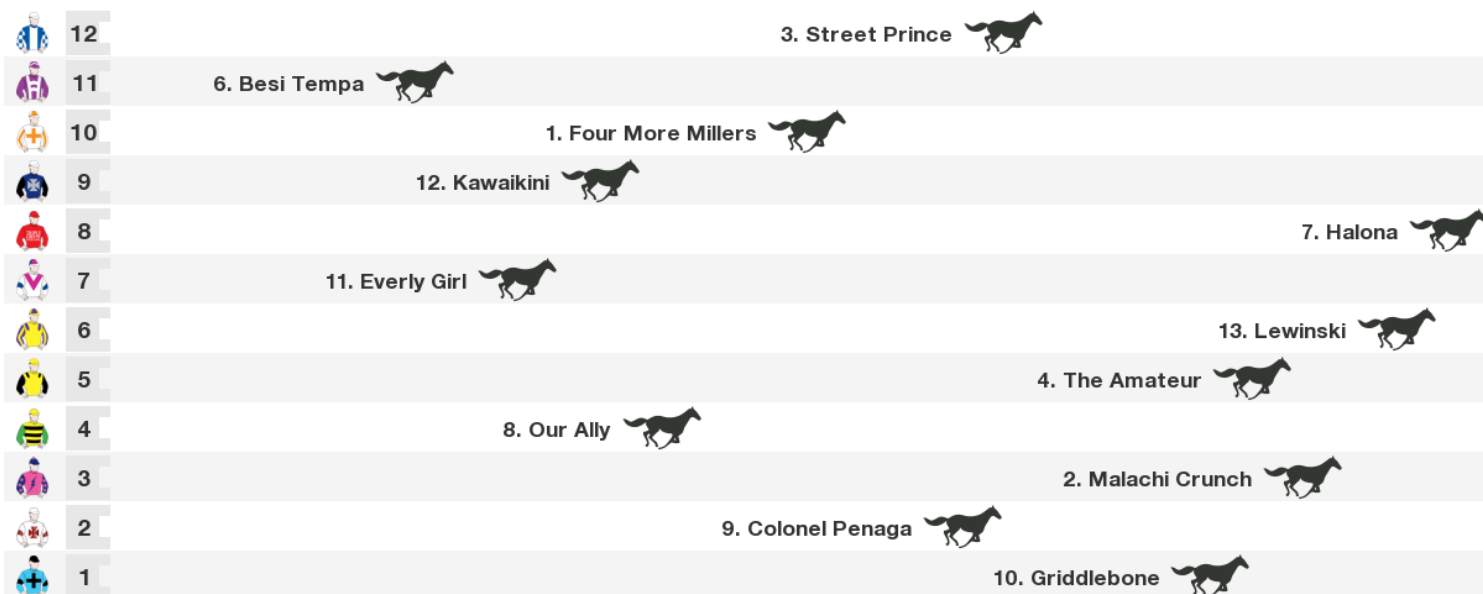 12 3. Street Prince
11 6. Besi Tempa
10 1. Four More Millers
9 12. Kawaikini
8 7. Halona
7 11. Everly Girl
6 13. Lewinski
5 4. The Amateur
4 8. Our Ally
3 2. Malachi Crunch
2 9. Colonel Penaga
1 10. Griddlebone